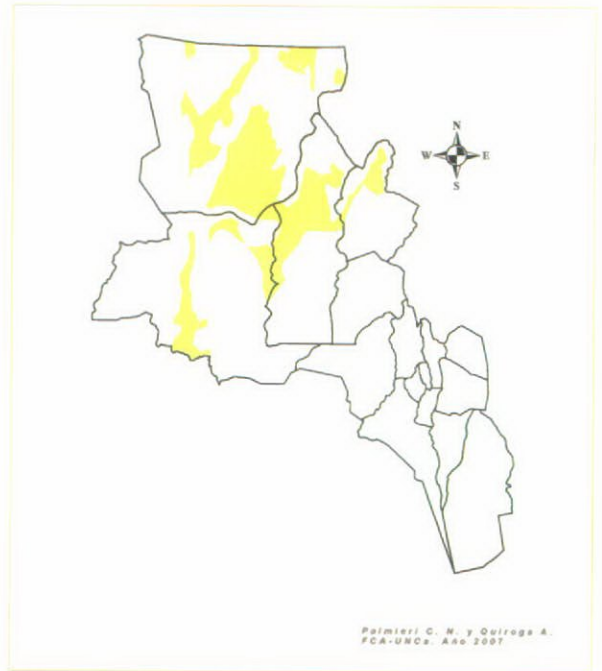 N
W E
S
Palmieri C. N. y Quiroga A.
FCA-UNCa. Año 2007